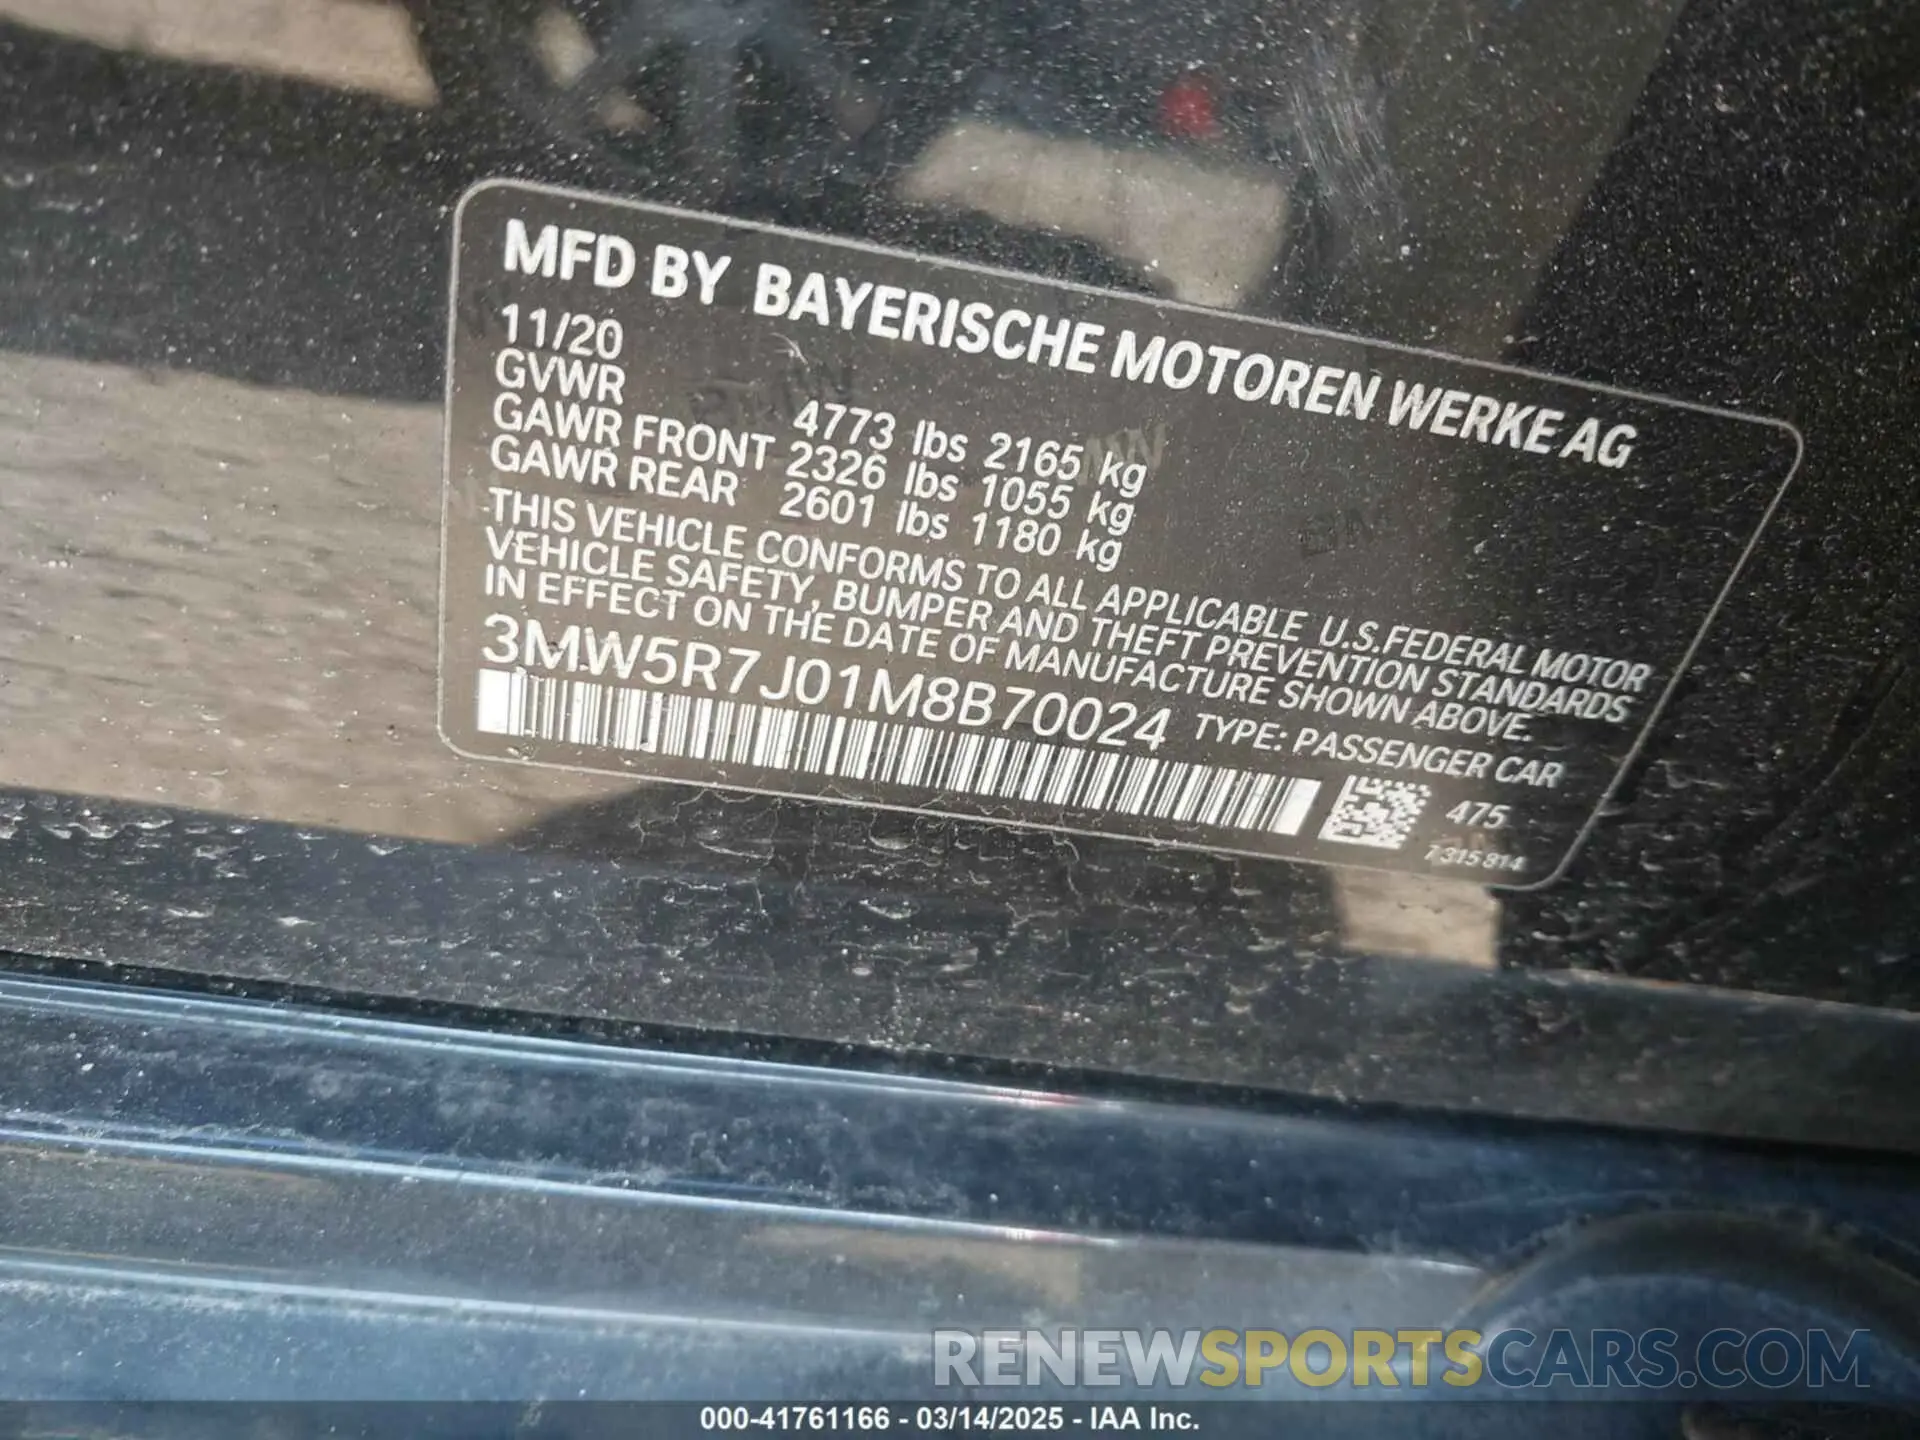 MFD BY BAYERISCHE MOTOREN WERKE AG
11/20
GVWR 4773 lbs 2165 kg
GAWR FRONT 2326 lbs 1055 kg
GAWR REAR 2601 lbs 1180 kg
THIS VEHICLE CONFORMS TO ALL APPLICABLE U.S.FEDERAL MOTOR
VEHICLE SAFETY, BUMPER AND THEFT PREVENTION STANDARDS
IN EFFECT ON THE DATE OF MANUFACTURE SHOWN ABOVE.
3MW5R7J01M8B70024 TYPE: PASSENGER CAR
475
7 315 814
RENEWSPORTSCARS.COM
000-41761166 - 03/14/2025 - IAA Inc.